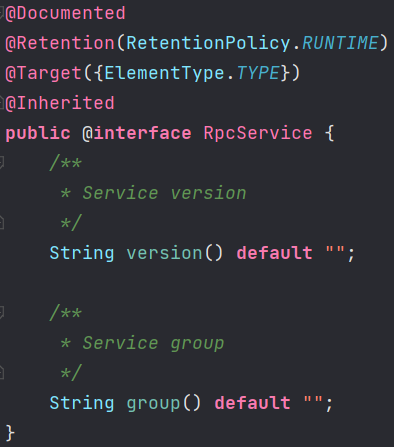 @Documented
@Retention(RetentionPolicy.RUNTIME)
@Target({ElementType.TYPE})
@Inherited
public @interface RpcService {
    /**
     * Service version
     */
    String version() default "";

    /**
     * Service group
     */
    String group() default "";
}